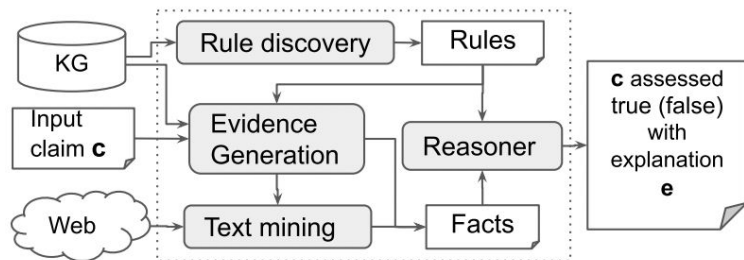 KG
Rule discovery
Rules
Input
claim c
Evidence
Generation
Reasoner
c assessed
true (false)
with
explanation
e
Web
Text mining
Facts